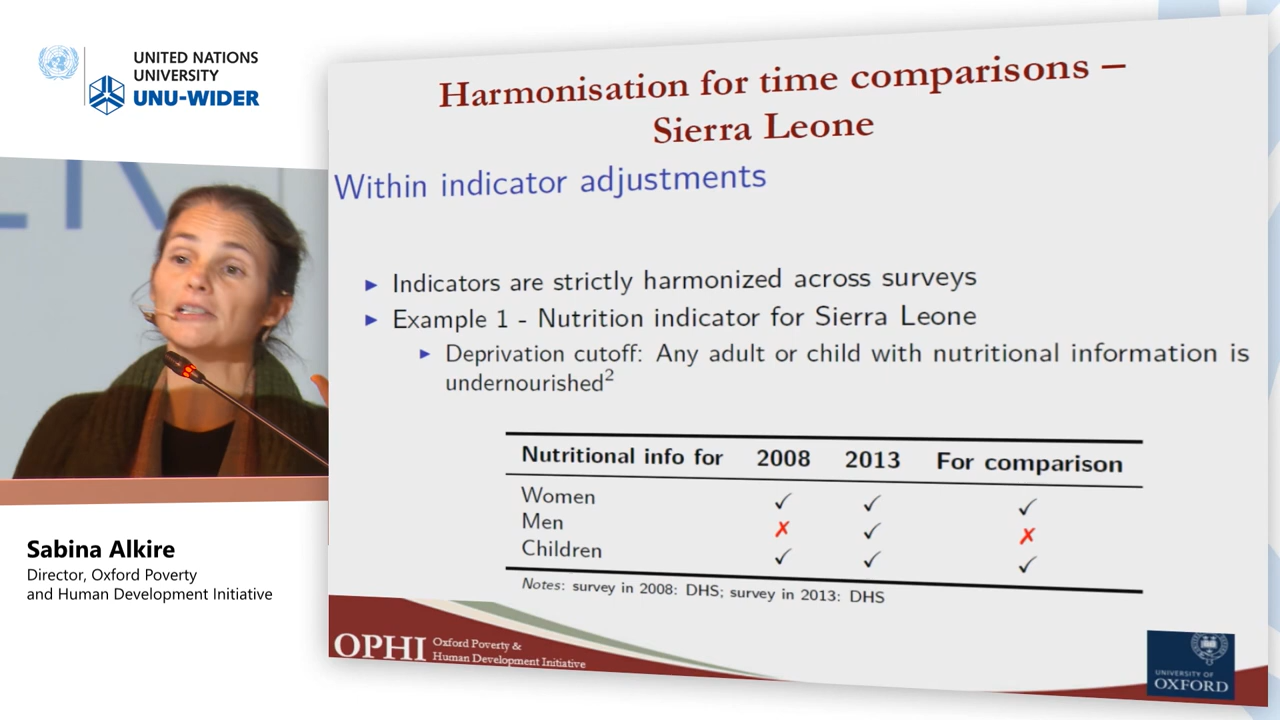 UNITED NATIONS
UNIVERSITY
UNU-WIDER
Sabina Alkire
Director, Oxford Poverty
and Human Development Initiative
Harmonisation for time comparisons –
Sierra Leone
Within indicator adjustments
► Indicators are strictly harmonized across surveys
► Example 1 - Nutrition indicator for Sierra Leone
► Deprivation cutoff: Any adult or child with nutritional information is
undernourished²
Nutritional info for 2008 2013 For comparison
Women ✓ ✓ ✓
Men ✗ ✓ ✗
Children ✓ ✓ ✓
Notes: survey in 2008: DHS; survey in 2013: DHS
OPHI Oxford Poverty &
Human Development Initiative
UNIVERSITY OF
OXFORD